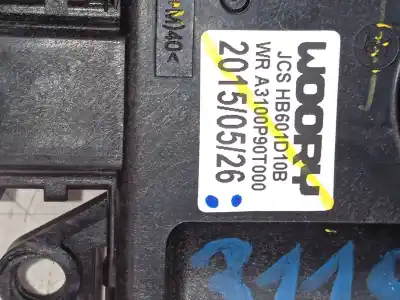 M40<
WOORY
JCS HB601D10B
WR A3100P90T000
2015/05/26